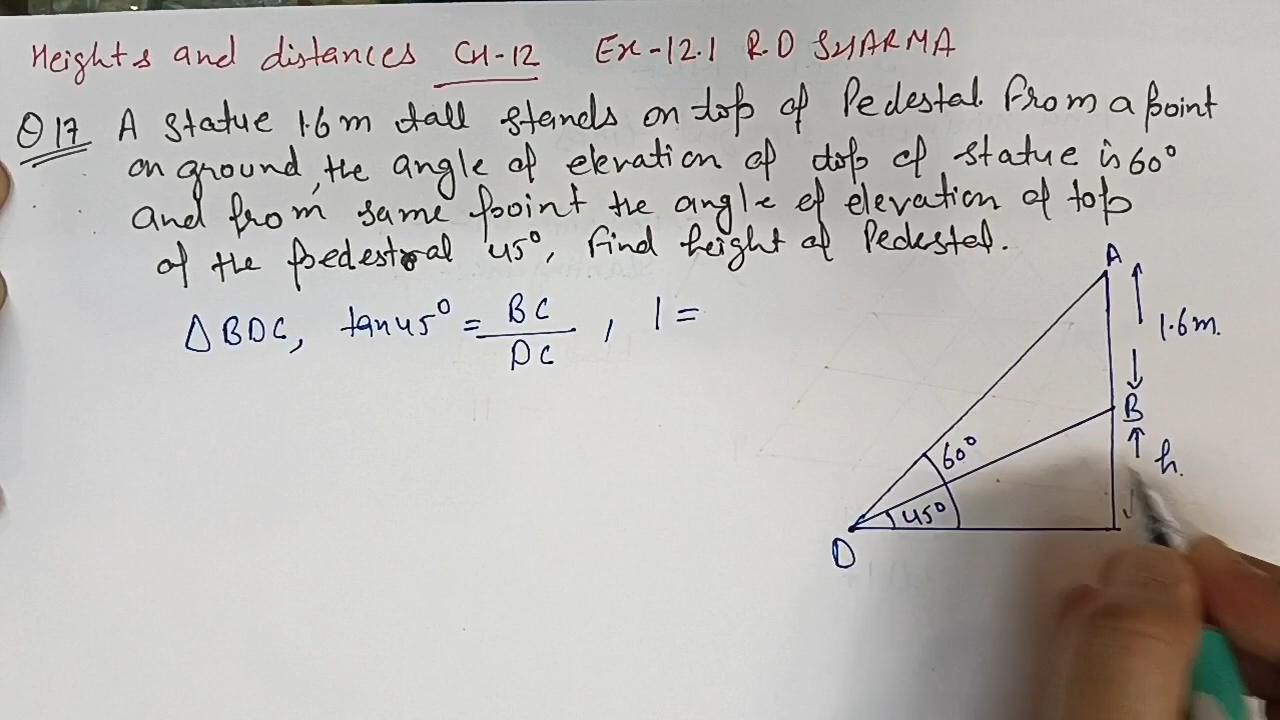 Heights and distances CH-12 Ex-12.1 R.D SHARMA
Q17 A statue 1.6m tall stands on top of Pedestal. From a point
on ground, the angle of elevation of top of statue is 60°
and from same point the angle of elevation of top
of the pedestal 45°, Find height of Pedestal.
ΔBDC, tan45° = BC/DC, 1 =
A
1.6m.
B
h.
60°
45°
D